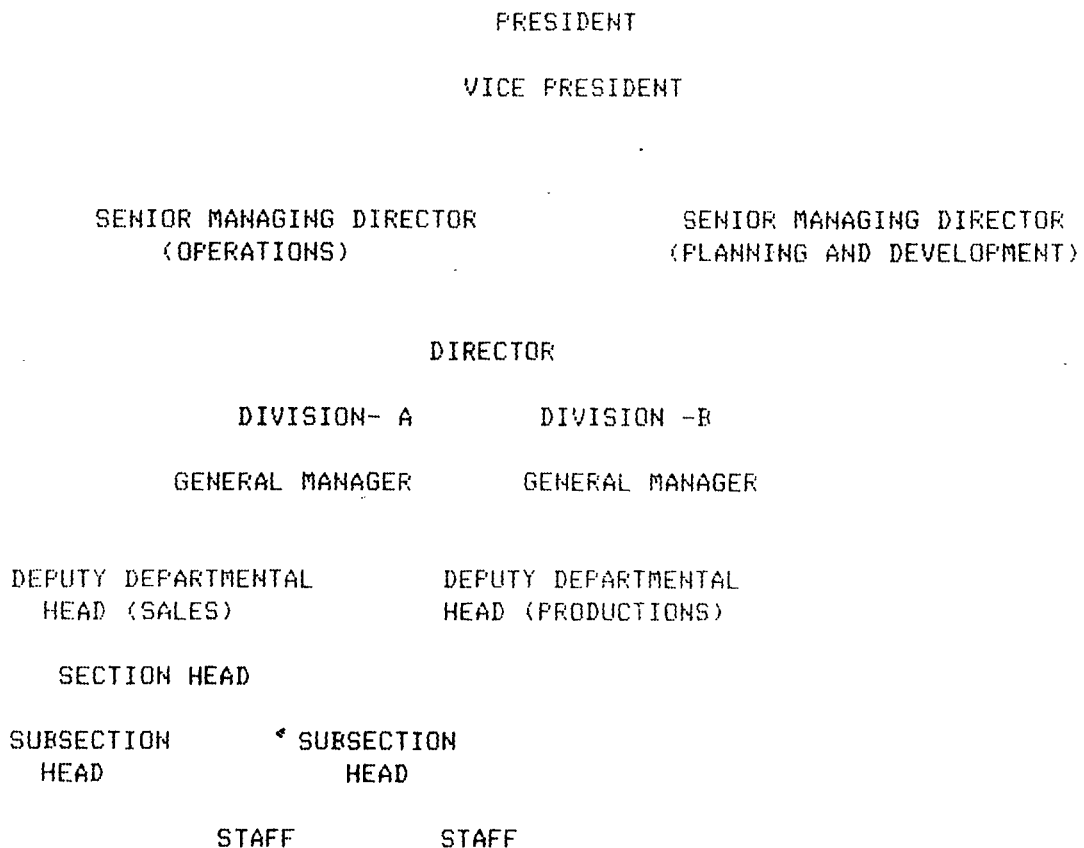 PRESIDENT
VICE PRESIDENT
SENIOR MANAGING DIRECTOR SENIOR MANAGING DIRECTOR
(OPERATIONS) (PLANNING AND DEVELOPMENT)
DIRECTOR
DIVISION- A DIVISION -B
GENERAL MANAGER GENERAL MANAGER
DEPUTY DEPARTMENTAL DEPUTY DEPARTMENTAL
HEAD (SALES) HEAD (PRODUCTIONS)
SECTION HEAD
SUBSECTION SUBSECTION
HEAD HEAD
STAFF STAFF